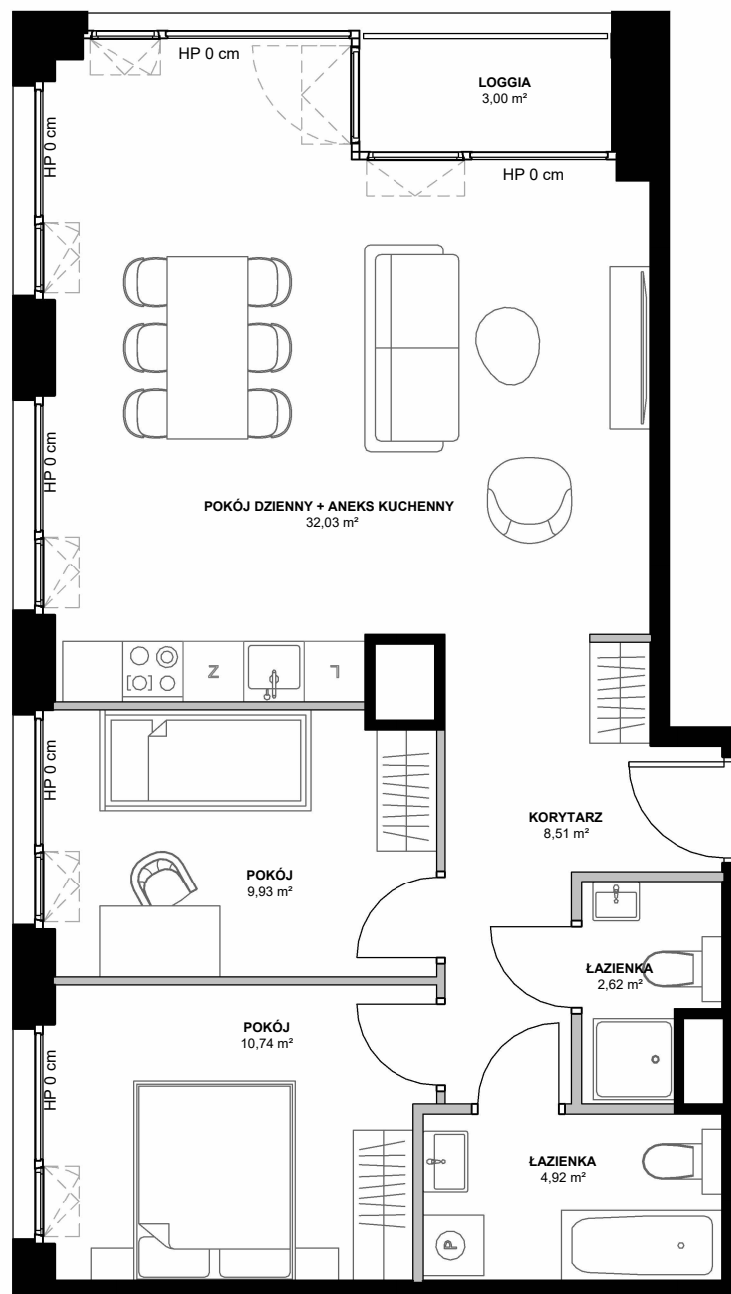 HP 0 cm
LOGGIA
3,00 m²
HP 0 cm
HP 0 cm
HP 0 cm
POKÓJ DZIENNY + ANEKS KUCHENNY
32,03 m²
Z
L
HP 0 cm
KORYTARZ
8,51 m²
POKÓJ
9,93 m²
ŁAZIENKA
2,62 m²
POKÓJ
10,74 m²
HP 0 cm
ŁAZIENKA
4,92 m²
P